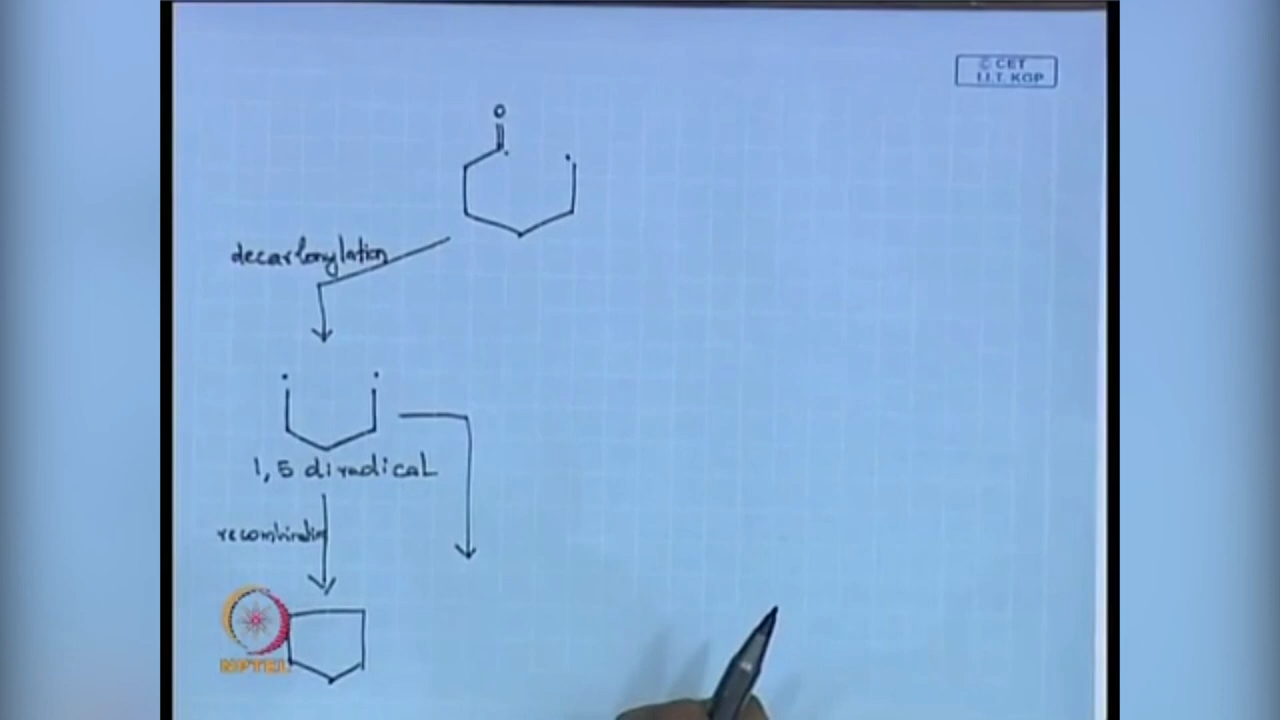 © CET
I.I.T. KGP
O
decarbonylation
1,5 diradical
recombination
NPTEL